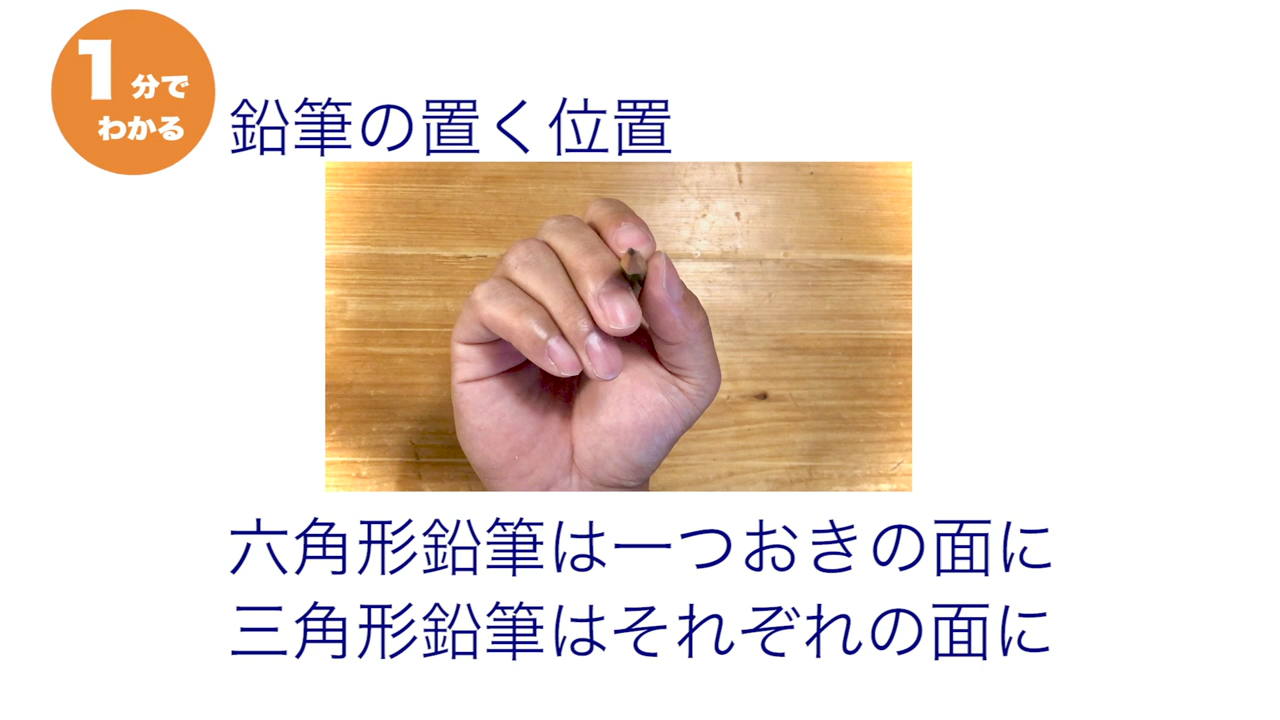 1分で
わかる
鉛筆の置く位置
六角形鉛筆は一つおきの面に
三角形鉛筆はそれぞれの面に